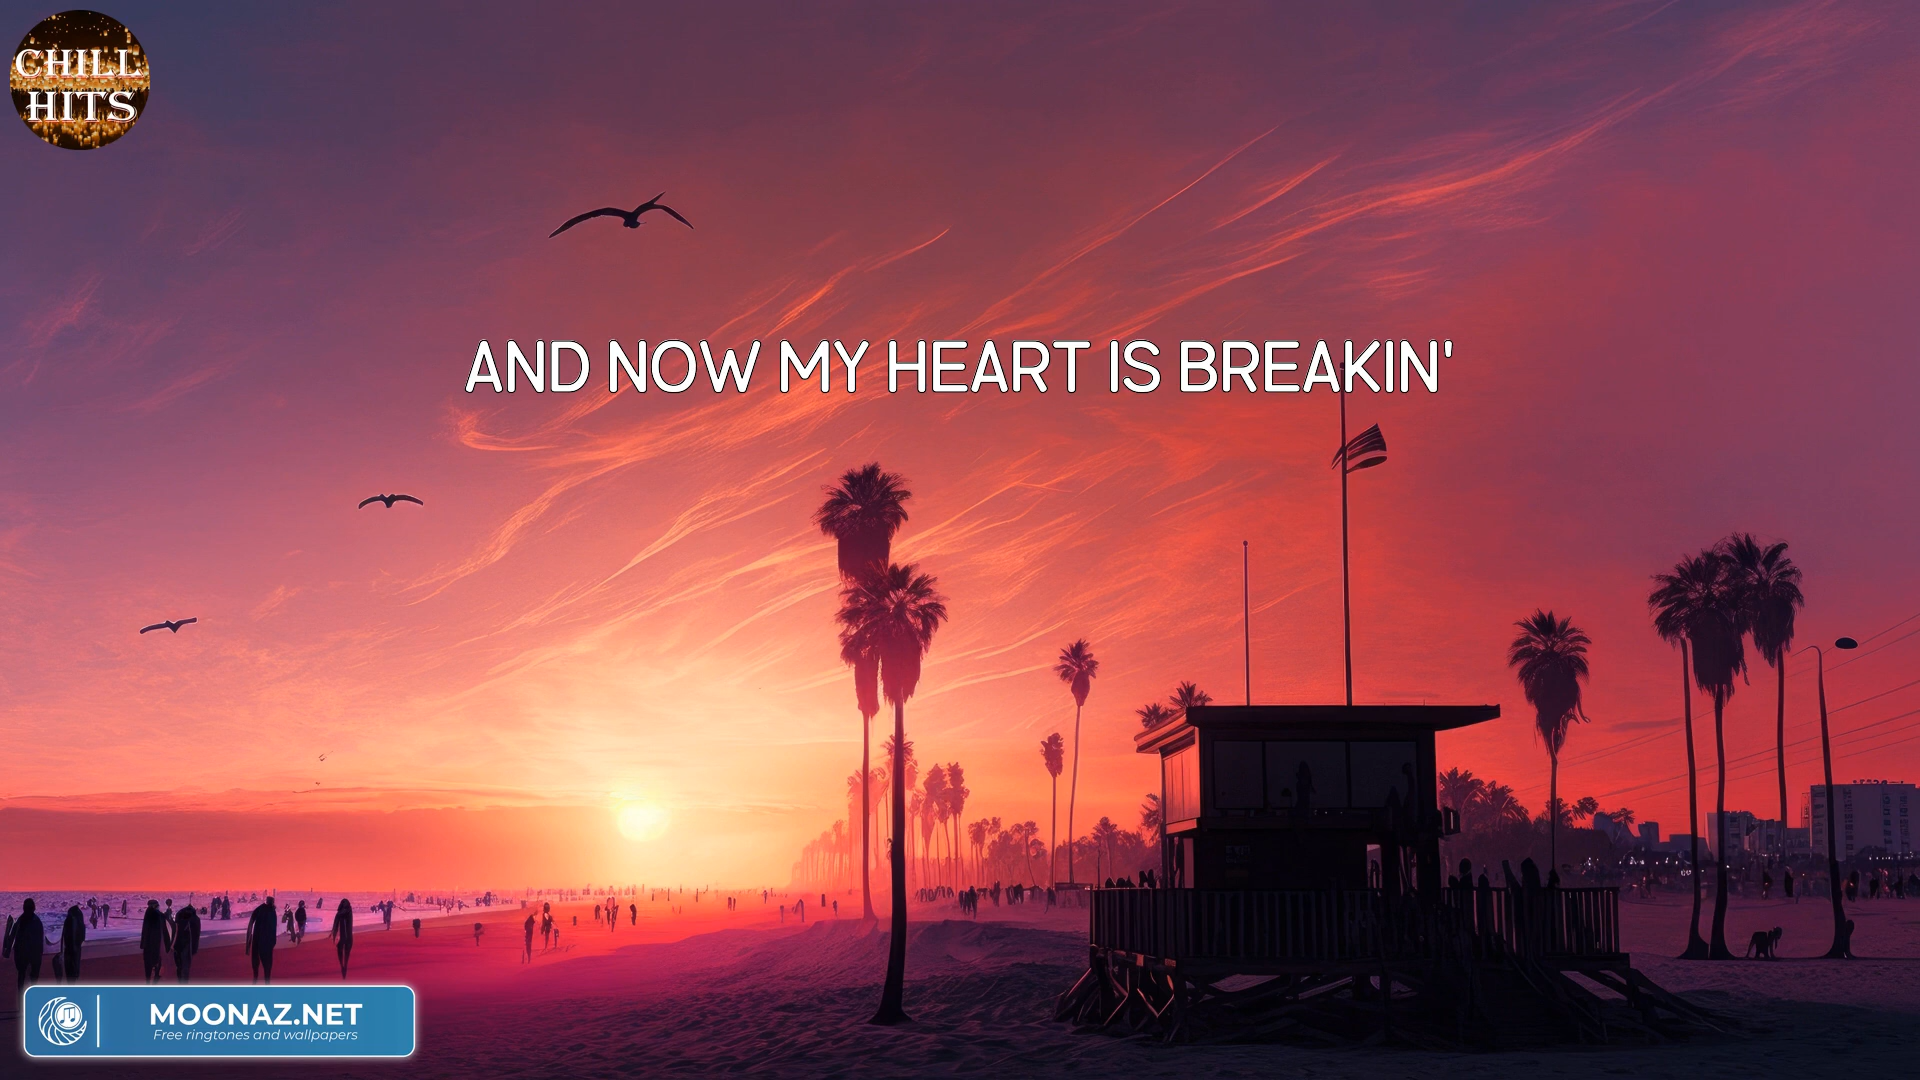 CHILL
HITS
AND NOW MY HEART IS BREAKIN'
MOONAZ.NET
Free ringtones and wallpapers